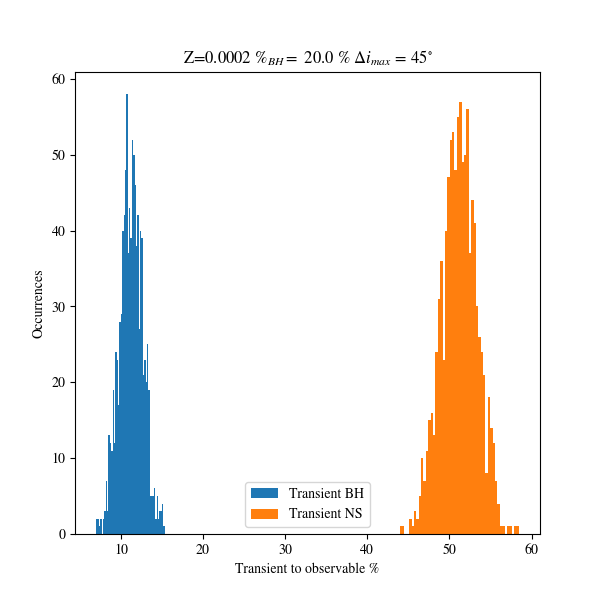 Z=0.0002 %BH= 20.0 % Δimax = 45°
60
50
40
30
20
10
0
Occurrences
Transient BH
Transient NS
10 20 30 40 50 60
Transient to observable %